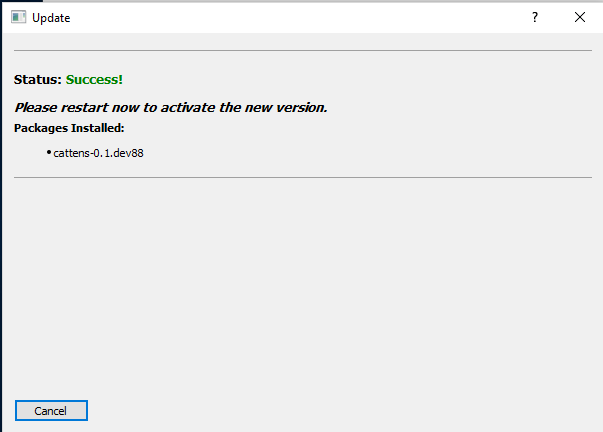 Update
?
Status: Success!
Please restart now to activate the new version.
Packages Installed:
• cattens-0.1.dev88
Cancel